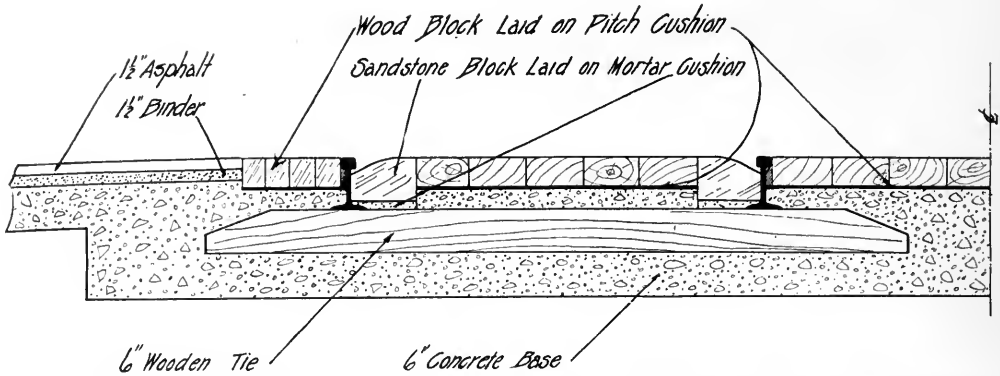 Wood Block Laid on Pitch Cushion
1½" Asphalt
Sandstone Block Laid on Mortar Cushion
1½" Binder
℄
6" Wooden Tie
6" Concrete Base